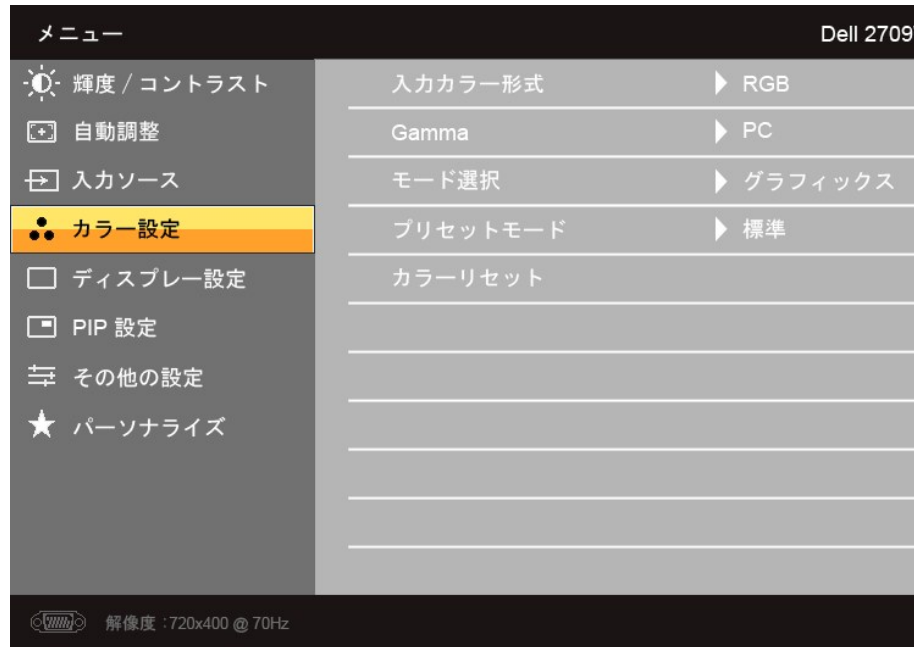 メニュー
Dell 2709
輝度 / コントラスト
自動調整
入力ソース
カラー設定
ディスプレー設定
PIP 設定
その他の設定
パーソナライズ
入力カラー形式
RGB
Gamma
PC
モード選択
グラフィックス
プリセットモード
標準
カラーリセット
解像度 :720x400 @ 70Hz